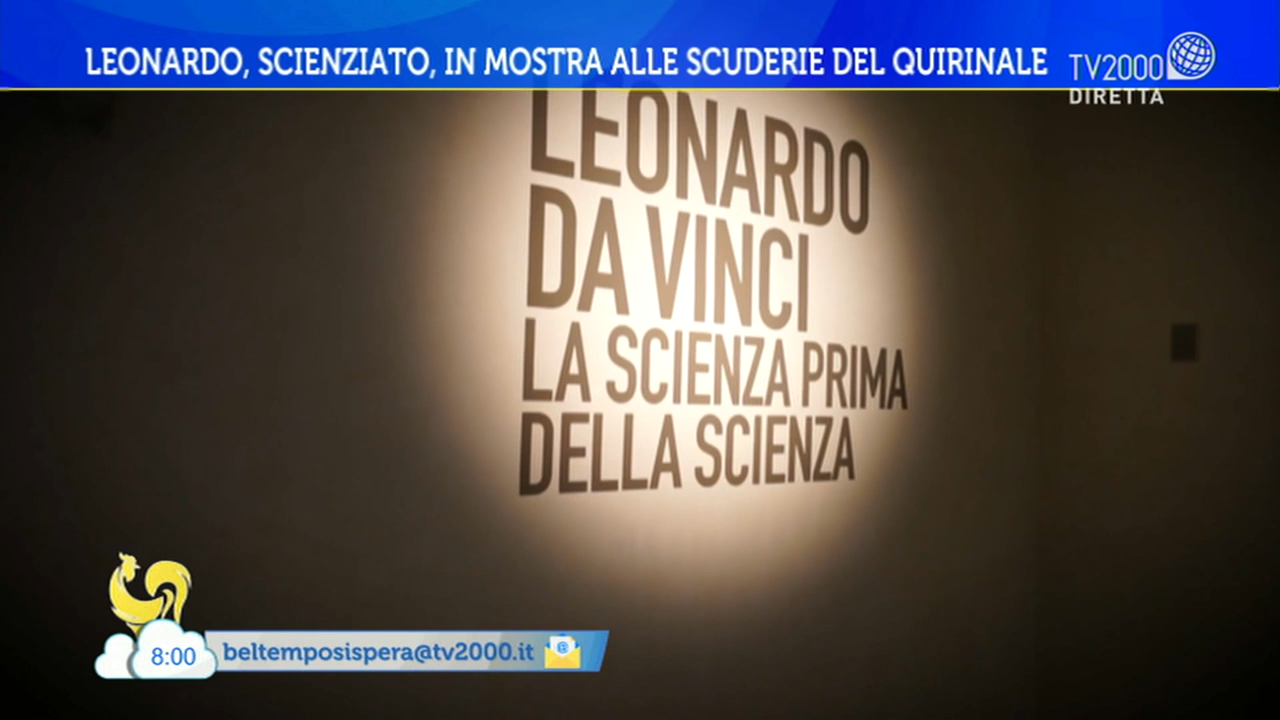 LEONARDO, SCIENZIATO, IN MOSTRA ALLE SCUDERIE DEL QUIRINALE
TV2000
DIRETTA
LEONARDO
DA VINCI
LA SCIENZA PRIMA
DELLA SCIENZA
8:00
beltemposispera@tv2000.it
@